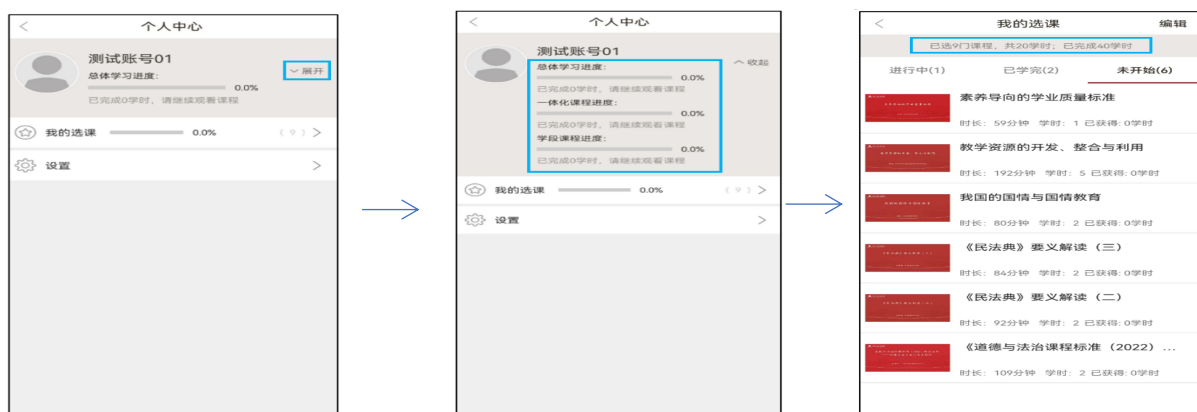 个人中心
测试账号01
总体学习进度：
0.0%
已完成0学时，请继续观看课程
展开
我的选课 0.0% （9）
设置
个人中心
测试账号01
总体学习进度：
0.0%
已完成0学时，请继续观看课程
一体化课程进度：
0.0%
已完成0学时，请继续观看课程
学段课程进度：
0.0%
已完成0学时，请继续观看课程
收起
我的选课 0.0% （9）
设置
我的选课 编辑
已选9门课程，共20学时；已完成40学时
进行中(1) 已学完(2) 未开始(6)
素养导向的学业质量标准
时长：59分钟 学时：1 已获得:0学时
教学资源的开发、整合与利用
时长：192分钟 学时：5 已获得:0学时
我国的国情与国情教育
时长：80分钟 学时：2 已获得:0学时
《民法典》要义解读（三）
时长：84分钟 学时：2 已获得:0学时
《民法典》要义解读（二）
时长：92分钟 学时：2 已获得:0学时
《道德与法治课程标准（2022）...
时长：109分钟 学时：2 已获得:0学时